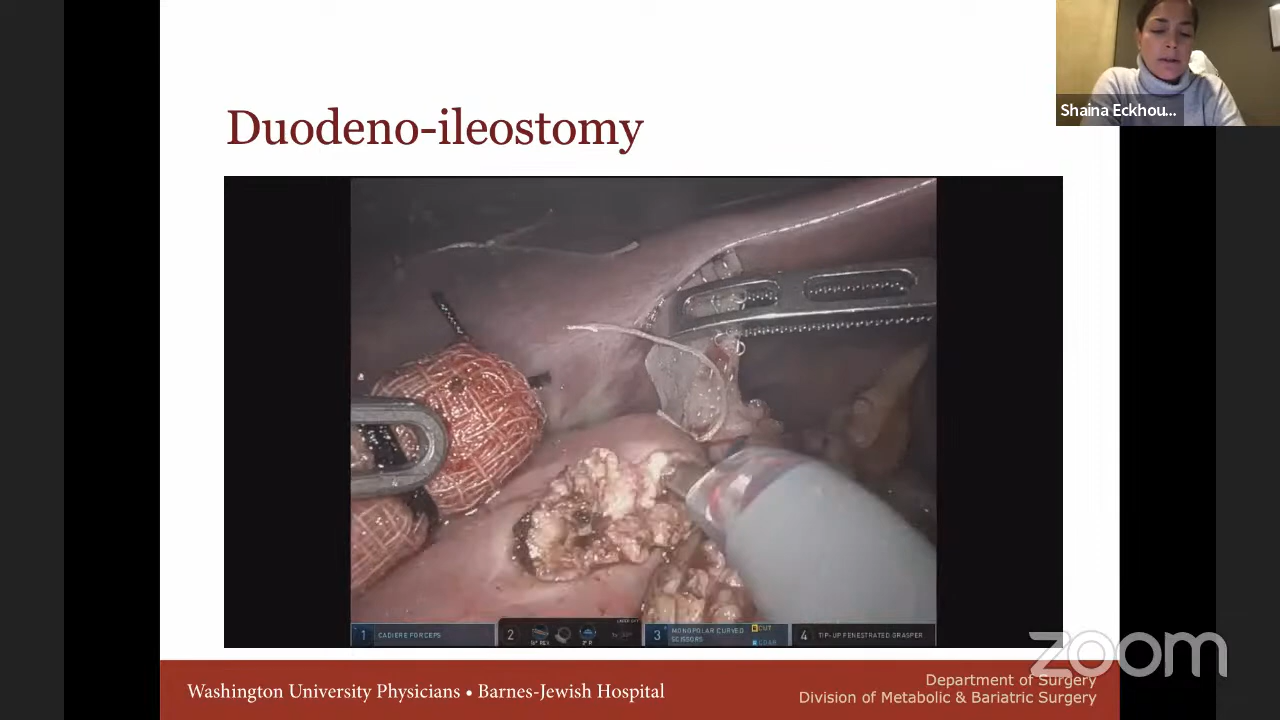 Shaina Eckhou...
Duodeno-ileostomy
1 CADIERE FORCEPS
2
3 MONOPOLAR CURVED SCISSORS
CUT
COAG
4 TIP-UP FENESTRATED GRASPER
zoom
Washington University Physicians • Barnes-Jewish Hospital
Department of Surgery
Division of Metabolic & Bariatric Surgery